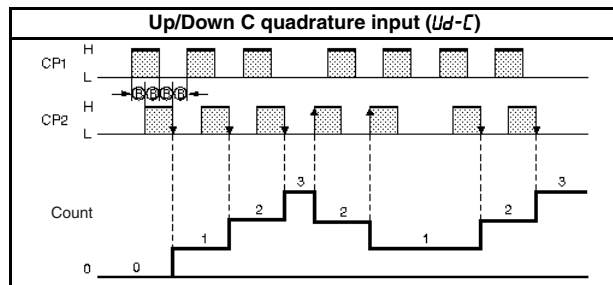 Up/Down C quadrature input (Ud-C)
H
CP1
L
B B B B
H
CP2
L
3 3
2 2 2
Count
1 1
0 0